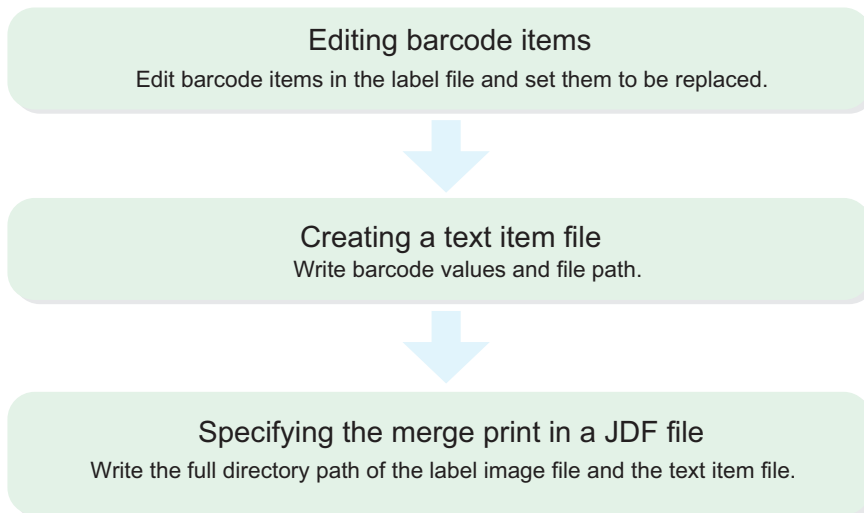 Editing barcode items
Edit barcode items in the label file and set them to be replaced.
Creating a text item file
Write barcode values and file path.
Specifying the merge print in a JDF file
Write the full directory path of the label image file and the text item file.